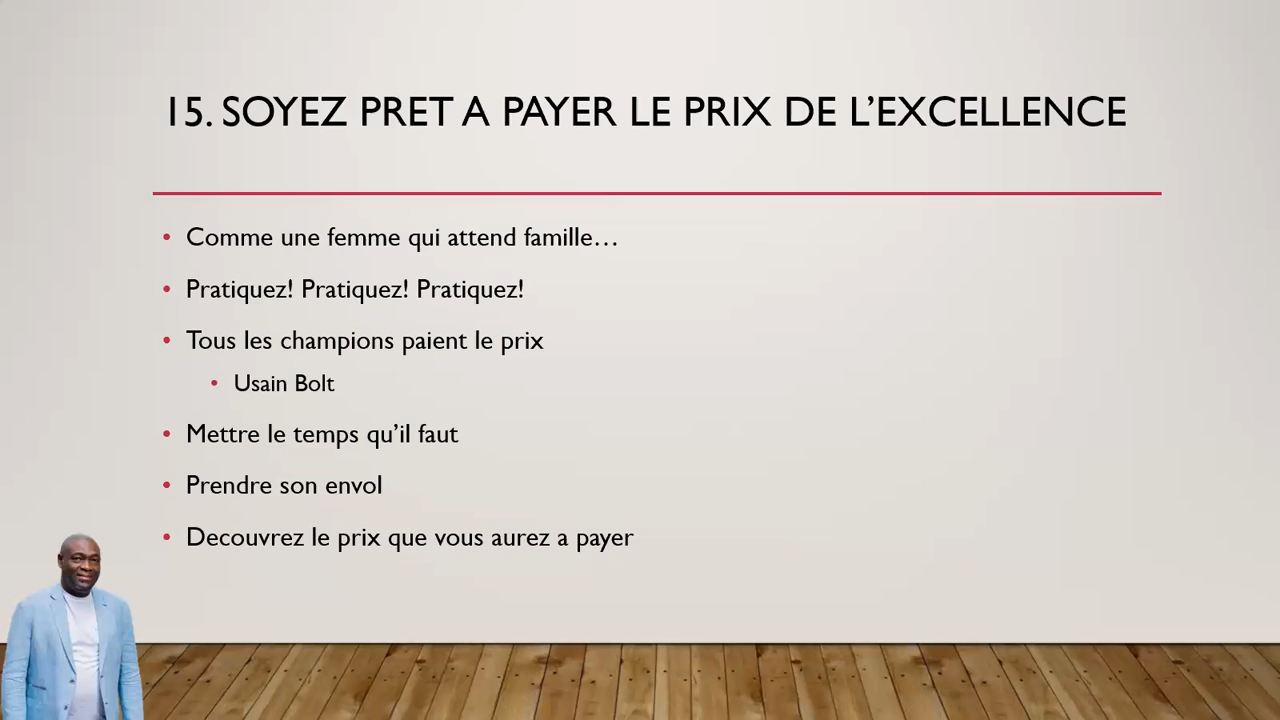 15. SOYEZ PRET A PAYER LE PRIX DE L’EXCELLENCE
• Comme une femme qui attend famille…
• Pratiquez! Pratiquez! Pratiquez!
• Tous les champions paient le prix
• Usain Bolt
• Mettre le temps qu’il faut
• Prendre son envol
• Decouvrez le prix que vous aurez a payer